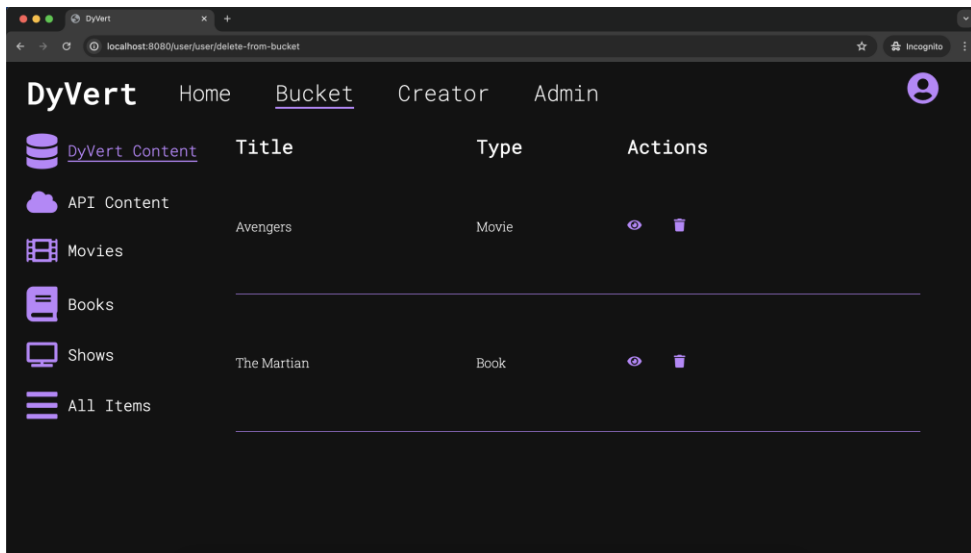 DyVert
localhost:8080/user/user/delete-from-bucket
Incognito
DyVert Home Bucket Creator Admin
DyVert Content
API Content
Movies
Books
Shows
All Items
Title Type Actions
Avengers Movie
The Martian Book